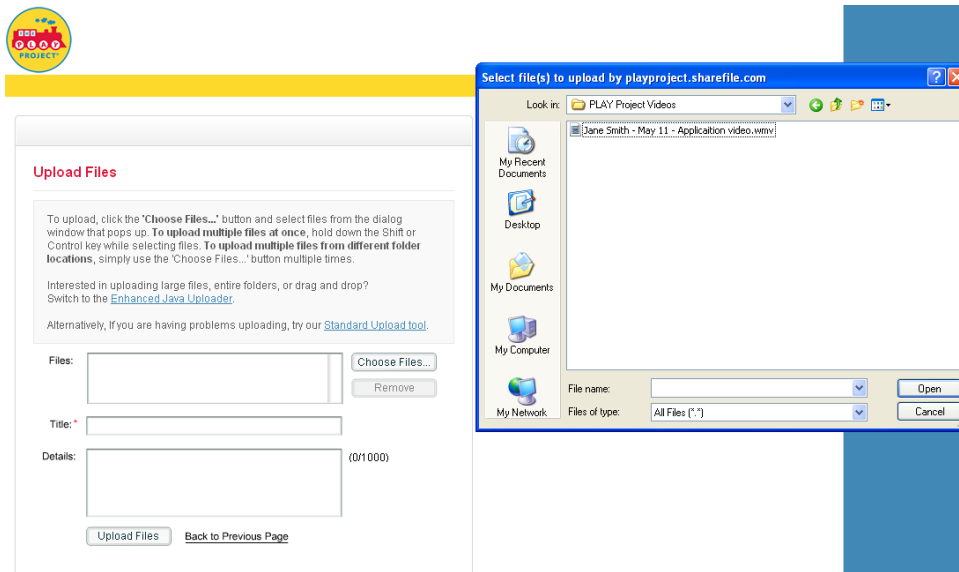 THE
PLAY
PROJECT
Upload Files
To upload, click the 'Choose Files...' button and select files from the dialog
window that pops up. To upload multiple files at once, hold down the Shift or
Control key while selecting files. To upload multiple files from different folder
locations, simply use the 'Choose Files...' button multiple times.
Interested in uploading large files, entire folders, or drag and drop?
Switch to the Enhanced Java Uploader.
Alternatively, If you are having problems uploading, try our Standard Upload tool.
Files:
Choose Files...
Remove
Title:*
Details:
(0/1000)
Upload Files
Back to Previous Page
Select file(s) to upload by playproject.sharefile.com
Look in:
PLAY Project Videos
Jane Smith - May 11 - Applicaition video.wmv
My Recent
Documents
Desktop
My Documents
My Computer
My Network
File name:
Open
Files of type:
All Files (*.*)
Cancel